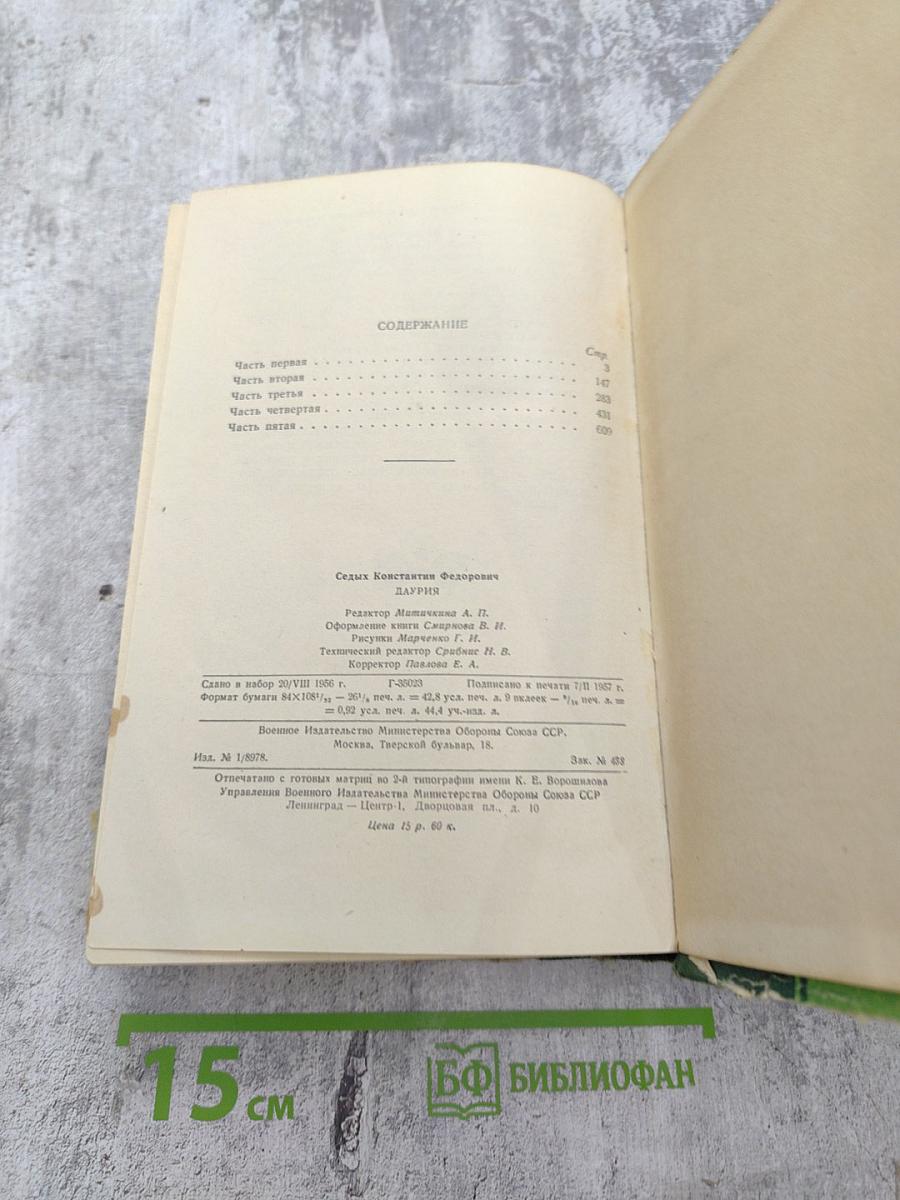 СОДЕРЖАНИЕ
Стр.
Часть первая . . . . . . . . . . . . . . . . . . . . . . . . 3
Часть вторая . . . . . . . . . . . . . . . . . . . . . . . . 147
Часть третья . . . . . . . . . . . . . . . . . . . . . . . . 283
Часть четвертая . . . . . . . . . . . . . . . . . . . . . . . 431
Часть пятая . . . . . . . . . . . . . . . . . . . . . . . . . 609
Седых Константин Федорович
ДАУРИЯ
Редактор Митичкина А. П.
Оформление книги Смирнова В. И.
Рисунки Марченко Г. И.
Технический редактор Срибнис Н. В.
Корректор Павлова Е. А.
Сдано в набор 20/VIII 1956 г. Г-35023 Подписано к печати 7/II 1957 г.
Формат бумаги 84×108¹/₃₂ — 26¹/₈ печ. л. = 42,8 усл. печ. л. 9 вклеек — ⁹/₁₆ печ. л. =
= 0,92 усл. печ. л. 44,4 уч.-изд. л.
Военное Издательство Министерства Обороны Союза ССР.
Москва, Тверской бульвар, 18.
Изд. № 1/8978. Зак. № 438
Отпечатано с готовых матриц во 2-й типографии имени К. Е. Ворошилова
Управления Военного Издательства Министерства Обороны Союза ССР
Ленинград — Центр-1, Дворцовая пл., д. 10
Цена 15 р. 60 к.
15 см
БФ БИБЛИОФАН